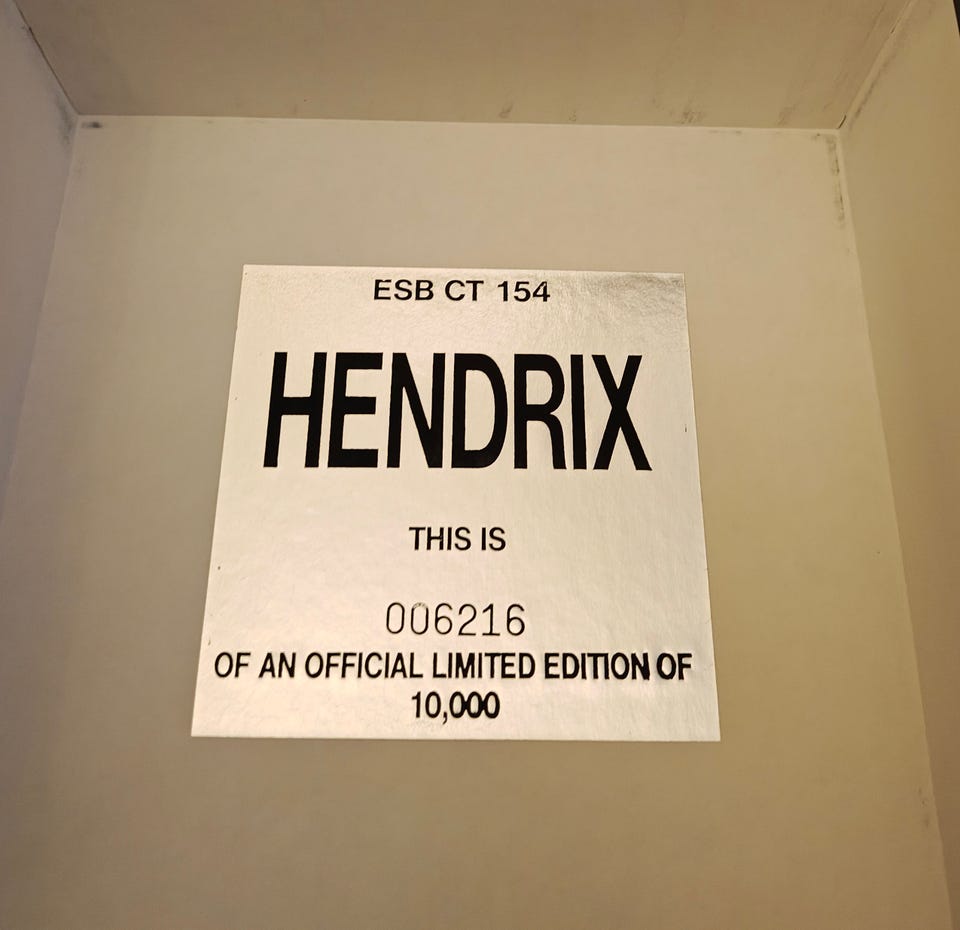 ESB CT 154
HENDRIX
THIS IS
006216
OF AN OFFICIAL LIMITED EDITION OF
10,000